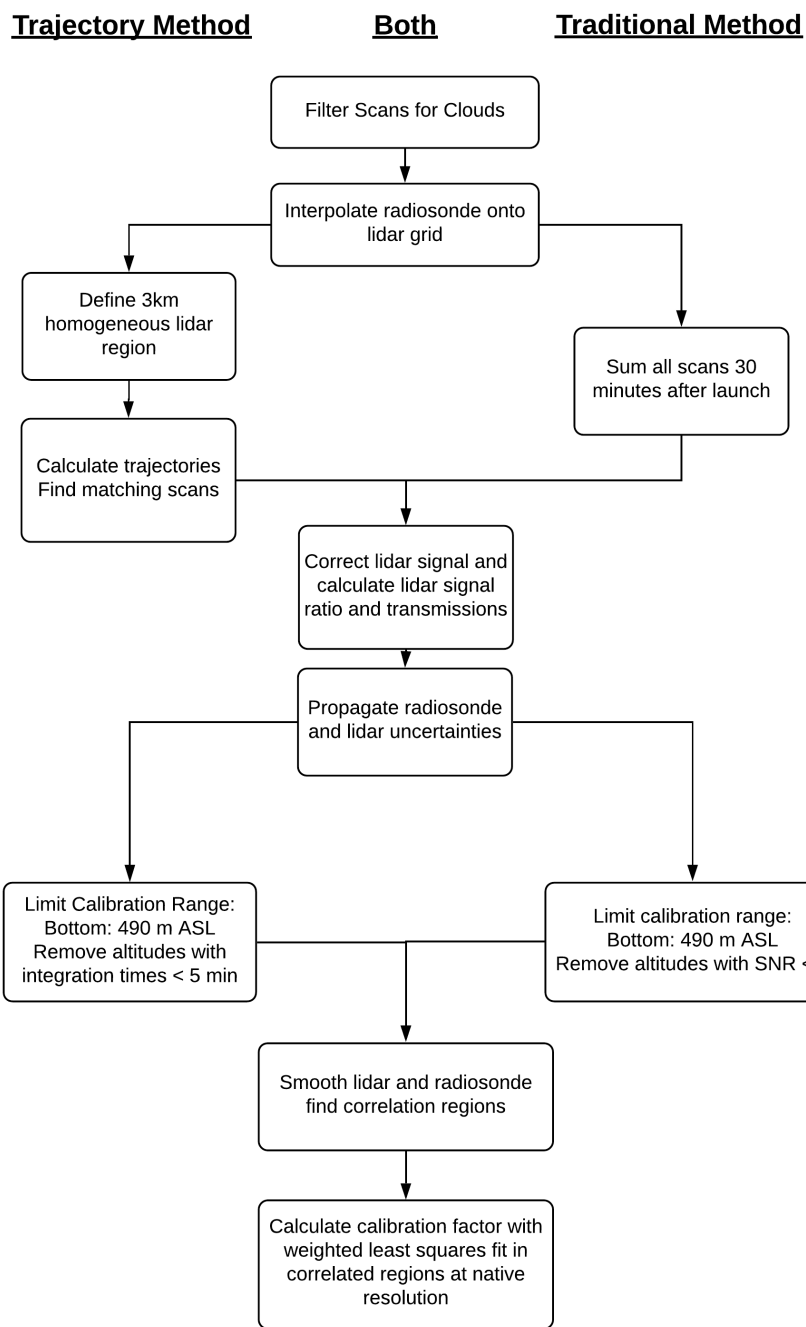 Trajectory Method
Both
Traditional Method
Filter Scans for Clouds
Interpolate radiosonde onto
lidar grid
Define 3km
homogeneous lidar
region
Sum all scans 30
minutes after launch
Calculate trajectories
Find matching scans
Correct lidar signal and
calculate lidar signal
ratio and transmissions
Propagate radiosonde
and lidar uncertainties
Limit Calibration Range:
Bottom: 490 m ASL
Remove altitudes with
integration times < 5 min
Limit calibration range:
Bottom: 490 m ASL
Remove altitudes with SNR <
Smooth lidar and radiosonde
find correlation regions
Calculate calibration factor with
weighted least squares fit in
correlated regions at native
resolution